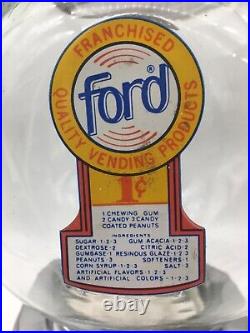 FRANCHISED
ford®
QUALITY VENDING PRODUCTS
1¢
1 CHEWING GUM
2 CANDY 3 CANDY
COATED PEANUTS
INGREDIENTS
SUGAR-1-2-3 GUM ACACIA-1-2-3
DEXTROSE-2 CITRIC ACID-2
GUMBASE-1 RESINOUS GLAZE-1-2-3
PEANUTS-3 SOFTENERS-1
CORN SYRUP-1-2-3 SALT-3
ARTIFICIAL FLAVORS-1-2-3
AND ARTIFICIAL COLORS-1-2-3